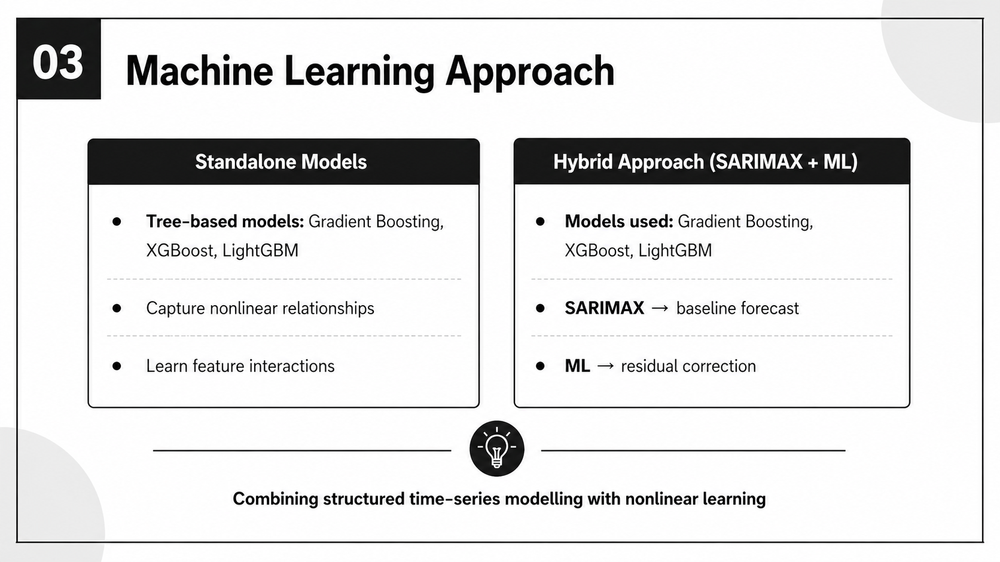 03
Machine Learning Approach
Standalone Models
● Tree-based models: Gradient Boosting,
XGBoost, LightGBM
● Capture nonlinear relationships
● Learn feature interactions
Hybrid Approach (SARIMAX + ML)
● Models used: Gradient Boosting,
XGBoost, LightGBM
● SARIMAX → baseline forecast
● ML → residual correction
Combining structured time-series modelling with nonlinear learning